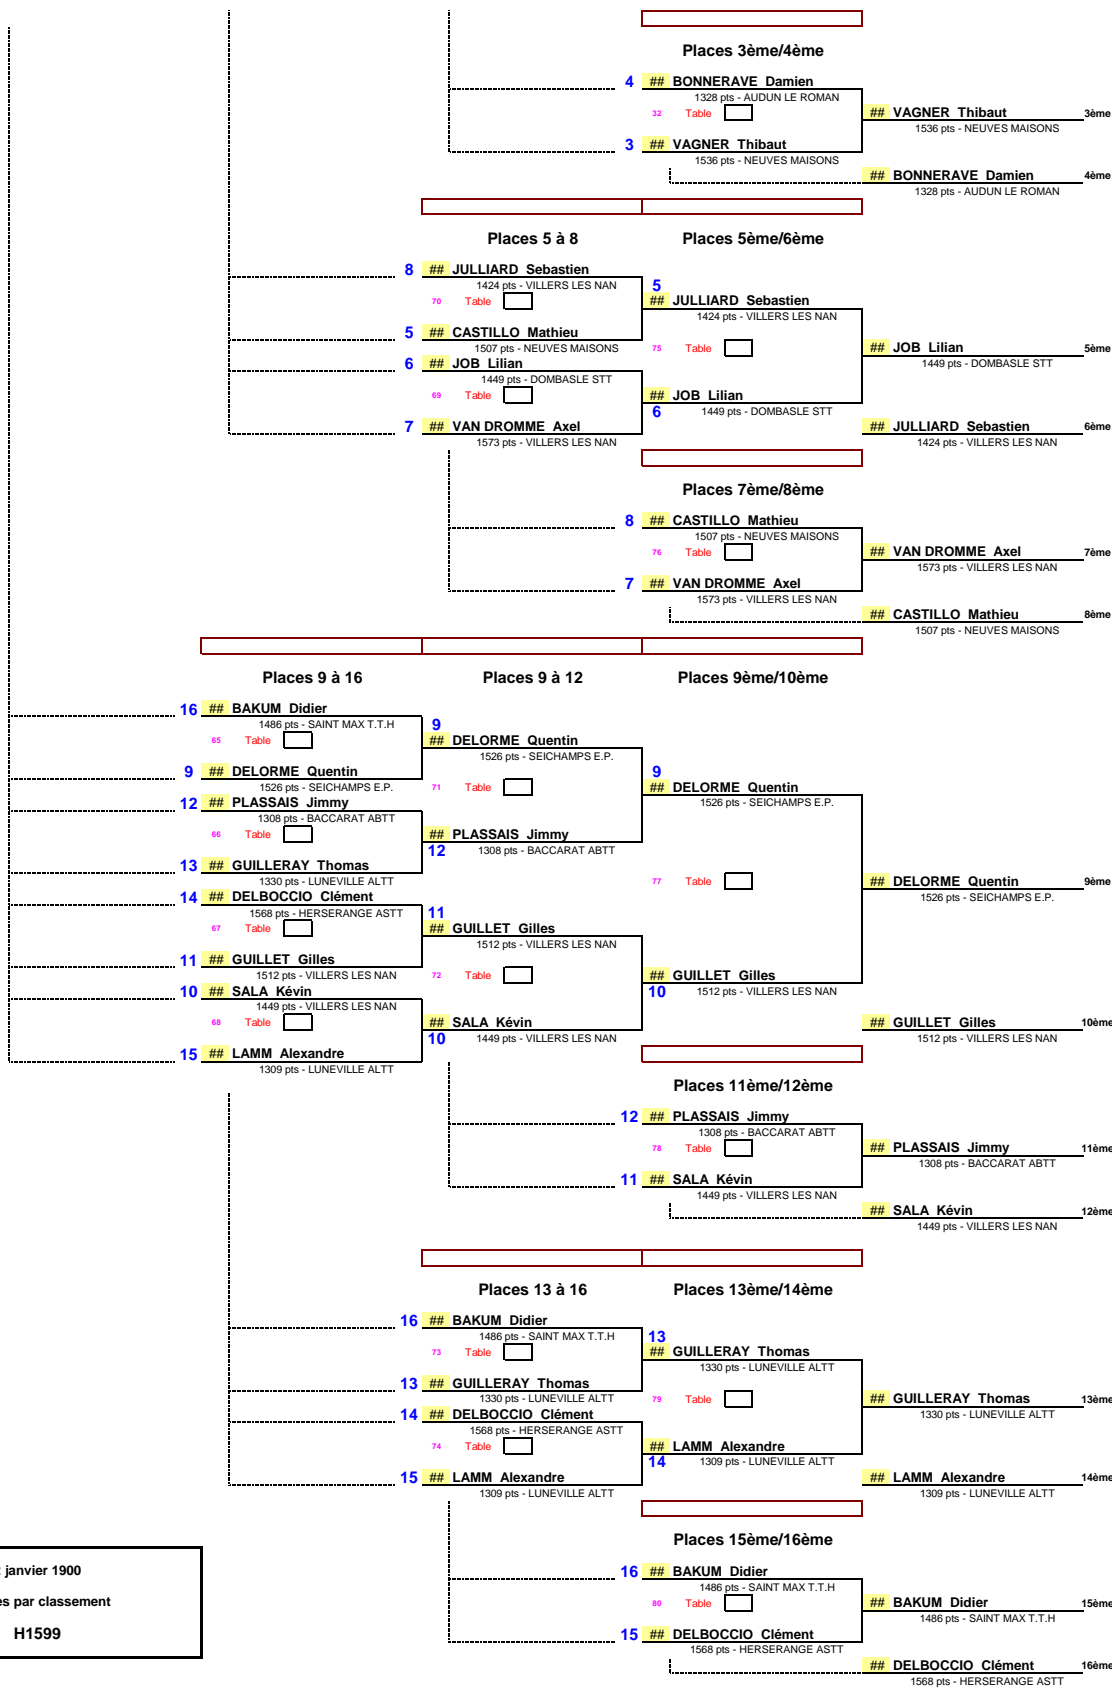 Places 3ème/4ème
4 ## BONNERAVE Damien
1328 pts - AUDUN LE ROMAN
32 Table
## VAGNER Thibaut 3ème
1536 pts - NEUVES MAISONS
3 ## VAGNER Thibaut
1536 pts - NEUVES MAISONS
## BONNERAVE Damien 4ème
1328 pts - AUDUN LE ROMAN
Places 5 à 8 Places 5ème/6ème
8 ## JULLIARD Sebastien
1424 pts - VILLERS LES NAN
5
70 Table
## JULLIARD Sebastien
1424 pts - VILLERS LES NAN
5 ## CASTILLO Mathieu
1507 pts - NEUVES MAISONS
75 Table
## JOB Lilian 5ème
1449 pts - DOMBASLE STT
6 ## JOB Lilian
1449 pts - DOMBASLE STT
69 Table
## JOB Lilian
6 1449 pts - DOMBASLE STT
7 ## VAN DROMME Axel
1573 pts - VILLERS LES NAN
## JULLIARD Sebastien 6ème
1424 pts - VILLERS LES NAN
Places 7ème/8ème
8 ## CASTILLO Mathieu
1507 pts - NEUVES MAISONS
76 Table
## VAN DROMME Axel 7ème
1573 pts - VILLERS LES NAN
7 ## VAN DROMME Axel
1573 pts - VILLERS LES NAN
## CASTILLO Mathieu 8ème
1507 pts - NEUVES MAISONS
Places 9 à 16 Places 9 à 12 Places 9ème/10ème
16 ## BAKUM Didier
1486 pts - SAINT MAX T.T.H
9
65 Table
## DELORME Quentin
1526 pts - SEICHAMPS E.P.
9 ## DELORME Quentin
1526 pts - SEICHAMPS E.P.
9
71 Table
## DELORME Quentin
1526 pts - SEICHAMPS E.P.
12 ## PLASSAIS Jimmy
1308 pts - BACCARAT ABTT
66 Table
## PLASSAIS Jimmy
12 1308 pts - BACCARAT ABTT
13 ## GUILLERAY Thomas
1330 pts - LUNEVILLE ALTT
77 Table
## DELORME Quentin 9ème
1526 pts - SEICHAMPS E.P.
14 ## DELBOCCIO Clément
1568 pts - HERSERANGE ASTT
11
67 Table
## GUILLET Gilles
1512 pts - VILLERS LES NAN
11 ## GUILLET Gilles
1512 pts - VILLERS LES NAN
72 Table
## GUILLET Gilles
10 1512 pts - VILLERS LES NAN
10 ## SALA Kévin
1449 pts - VILLERS LES NAN
68 Table
## SALA Kévin
10 1449 pts - VILLERS LES NAN
## GUILLET Gilles 10ème
1512 pts - VILLERS LES NAN
15 ## LAMM Alexandre
1309 pts - LUNEVILLE ALTT
Places 11ème/12ème
12 ## PLASSAIS Jimmy
1308 pts - BACCARAT ABTT
78 Table
## PLASSAIS Jimmy 11ème
1308 pts - BACCARAT ABTT
11 ## SALA Kévin
1449 pts - VILLERS LES NAN
## SALA Kévin 12ème
1449 pts - VILLERS LES NAN
Places 13 à 16 Places 13ème/14ème
16 ## BAKUM Didier
1486 pts - SAINT MAX T.T.H
13
73 Table
## GUILLERAY Thomas
1330 pts - LUNEVILLE ALTT
13 ## GUILLERAY Thomas
1330 pts - LUNEVILLE ALTT
79 Table
## GUILLERAY Thomas 13ème
1330 pts - LUNEVILLE ALTT
14 ## DELBOCCIO Clément
1568 pts - HERSERANGE ASTT
74 Table
## LAMM Alexandre
14 1309 pts - LUNEVILLE ALTT
15 ## LAMM Alexandre
1309 pts - LUNEVILLE ALTT
## LAMM Alexandre 14ème
1309 pts - LUNEVILLE ALTT
Places 15ème/16ème
16 ## BAKUM Didier
1486 pts - SAINT MAX T.T.H
80 Table
## BAKUM Didier 15ème
1486 pts - SAINT MAX T.T.H
15 ## DELBOCCIO Clément
1568 pts - HERSERANGE ASTT
## DELBOCCIO Clément 16ème
1568 pts - HERSERANGE ASTT
janvier 1900
es par classement
H1599